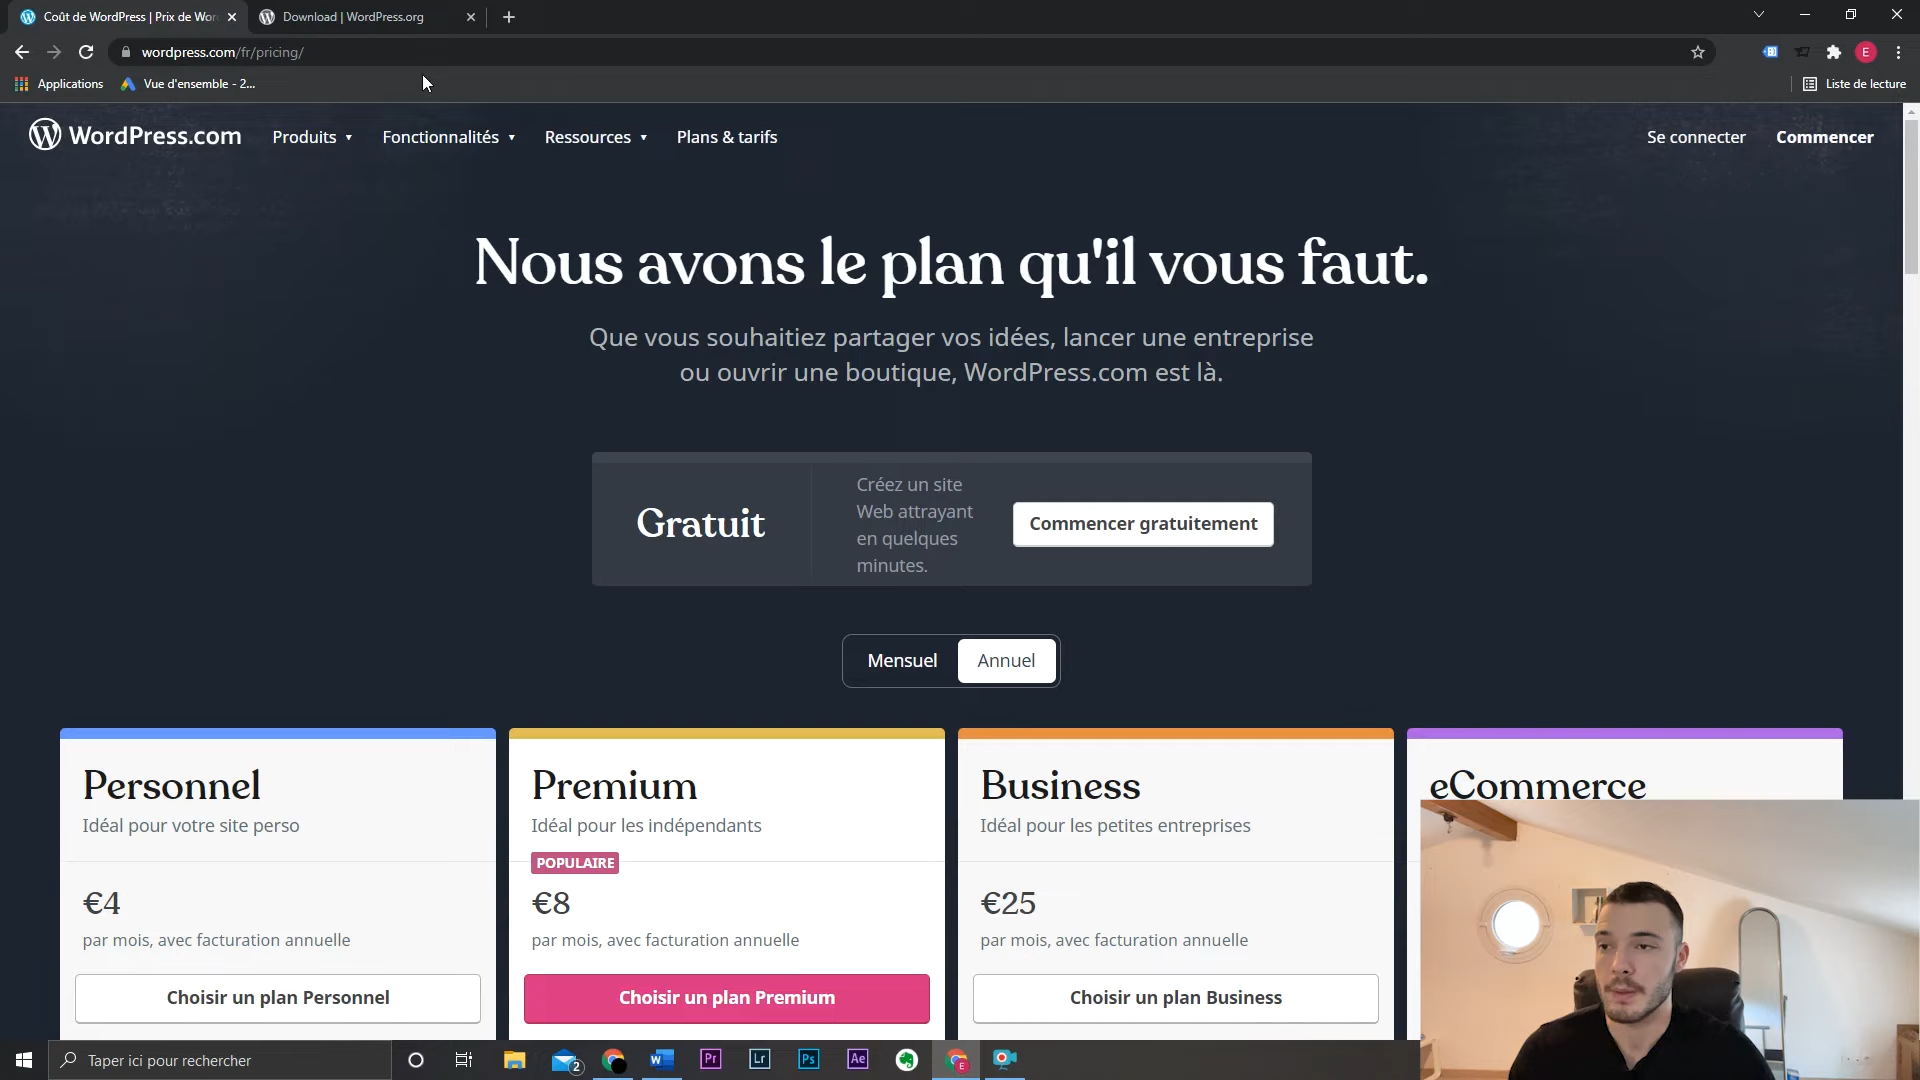 Coût de WordPress | Prix de Wor
Download | WordPress.org
wordpress.com/fr/pricing/
E
Applications
Vue d'ensemble - 2...
Liste de lecture
WordPress.com
Produits
Fonctionnalités
Ressources
Plans & tarifs
Se connecter
Commencer
Nous avons le plan qu'il vous faut.
Que vous souhaitiez partager vos idées, lancer une entreprise
ou ouvrir une boutique, WordPress.com est là.
Gratuit
Créez un site
Web attrayant
en quelques
minutes.
Commencer gratuitement
Mensuel
Annuel
Personnel
Idéal pour votre site perso
€4
par mois, avec facturation annuelle
Choisir un plan Personnel
Premium
Idéal pour les indépendants
POPULAIRE
€8
par mois, avec facturation annuelle
Choisir un plan Premium
Business
Idéal pour les petites entreprises
€25
par mois, avec facturation annuelle
Choisir un plan Business
eCommerce
Taper ici pour rechercher
2
W
Pr
Lr
Ps
Ae
E